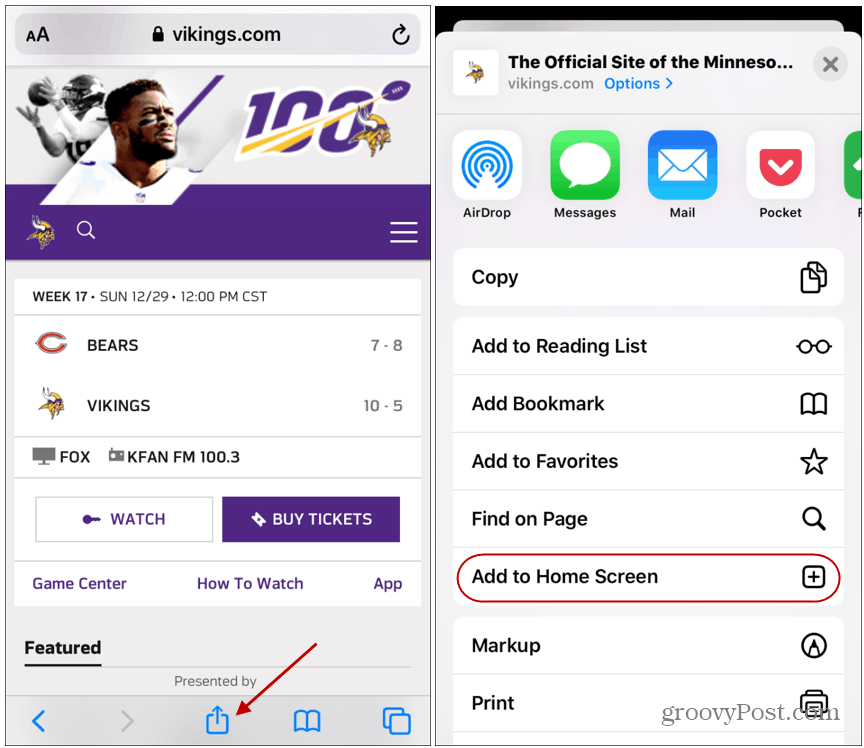 AA vikings.com
100
WEEK 17 • SUN 12/29 • 12:00 PM CST
BEARS 7 - 8
VIKINGS 10 - 5
FOX KFAN FM 100.3
WATCH BUY TICKETS
Game Center How To Watch App
Featured
Presented by
The Official Site of the Minneso...
vikings.com Options >
AirDrop Messages Mail Pocket F
Copy
Add to Reading List
Add Bookmark
Add to Favorites
Find on Page
Add to Home Screen
Markup
Print
groovyPost.com